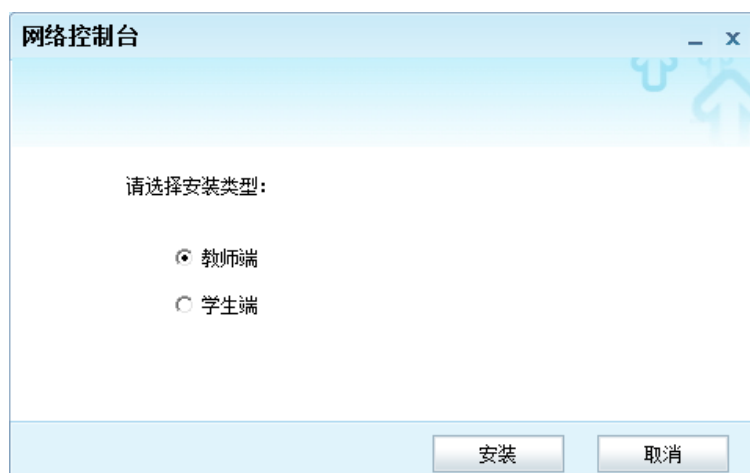 网络控制台
请选择安装类型：
教师端
学生端
安装 取消